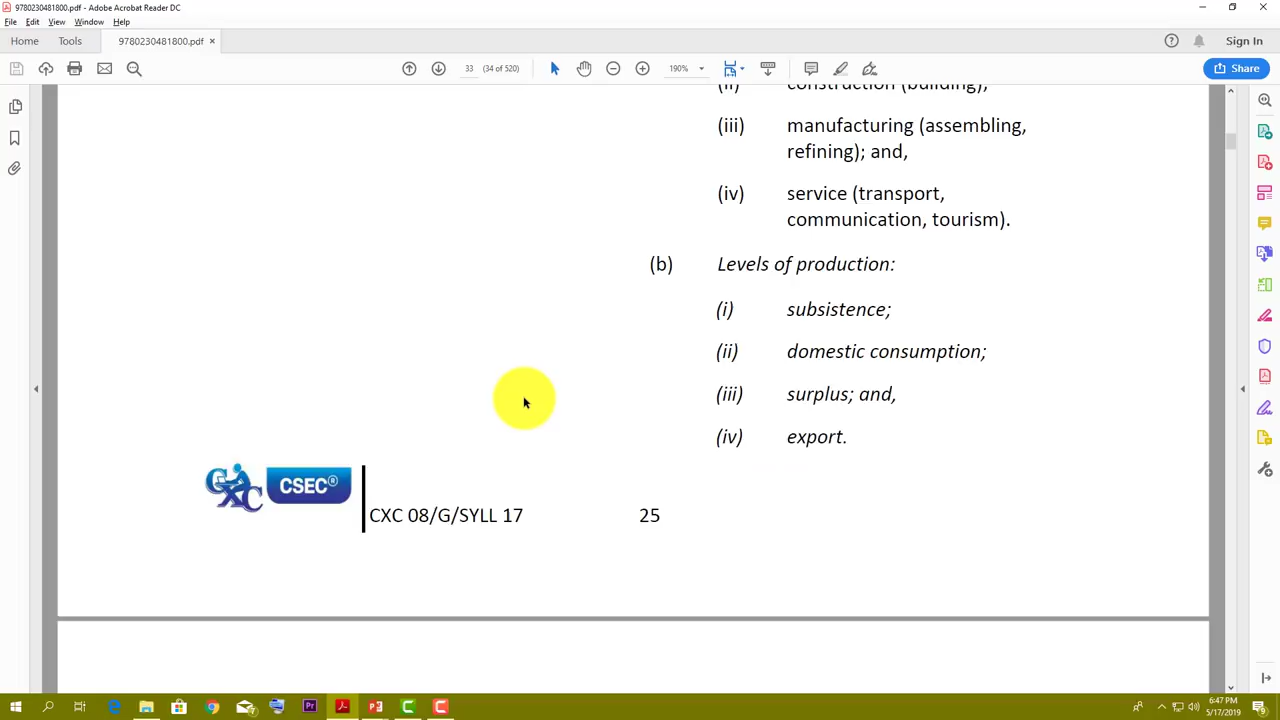 9780230481800.pdf - Adobe Acrobat Reader DC
File Edit View Window Help
Home Tools 9780230481800.pdf × Sign In
33 (34 of 520) 190% Share
(ii) construction (building);
(iii) manufacturing (assembling,
refining); and,
(iv) service (transport,
communication, tourism).
(b) Levels of production:
(i) subsistence;
(ii) domestic consumption;
(iii) surplus; and,
(iv) export.
CXC CSEC®
CXC 08/G/SYLL 17 25
6:47 PM
5/17/2019